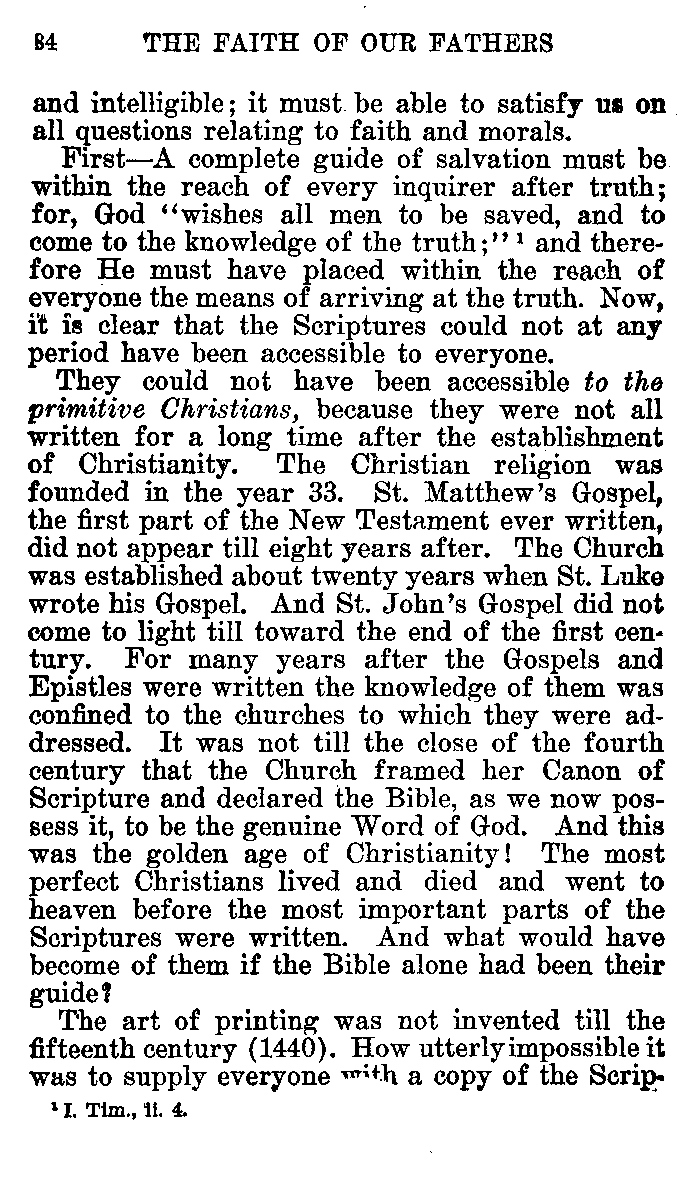 84 THE FAITH OF OUR FATHERS
and intelligible; it must be able to satisfy us on
all questions relating to faith and morals.
First—A complete guide of salvation must be
within the reach of every inquirer after truth;
for, God "wishes all men to be saved, and to
come to the knowledge of the truth;" ¹ and there-
fore He must have placed within the reach of
everyone the means of arriving at the truth. Now,
it is clear that the Scriptures could not at any
period have been accessible to everyone.
They could not have been accessible to the
primitive Christians, because they were not all
written for a long time after the establishment
of Christianity. The Christian religion was
founded in the year 33. St. Matthew's Gospel,
the first part of the New Testament ever written,
did not appear till eight years after. The Church
was established about twenty years when St. Luke
wrote his Gospel. And St. John's Gospel did not
come to light till toward the end of the first cen-
tury. For many years after the Gospels and
Epistles were written the knowledge of them was
confined to the churches to which they were ad-
dressed. It was not till the close of the fourth
century that the Church framed her Canon of
Scripture and declared the Bible, as we now pos-
sess it, to be the genuine Word of God. And this
was the golden age of Christianity! The most
perfect Christians lived and died and went to
heaven before the most important parts of the
Scriptures were written. And what would have
become of them if the Bible alone had been their
guide?
The art of printing was not invented till the
fifteenth century (1440). How utterly impossible it
was to supply everyone with a copy of the Scrip-
¹ I. Tim., ii. 4.